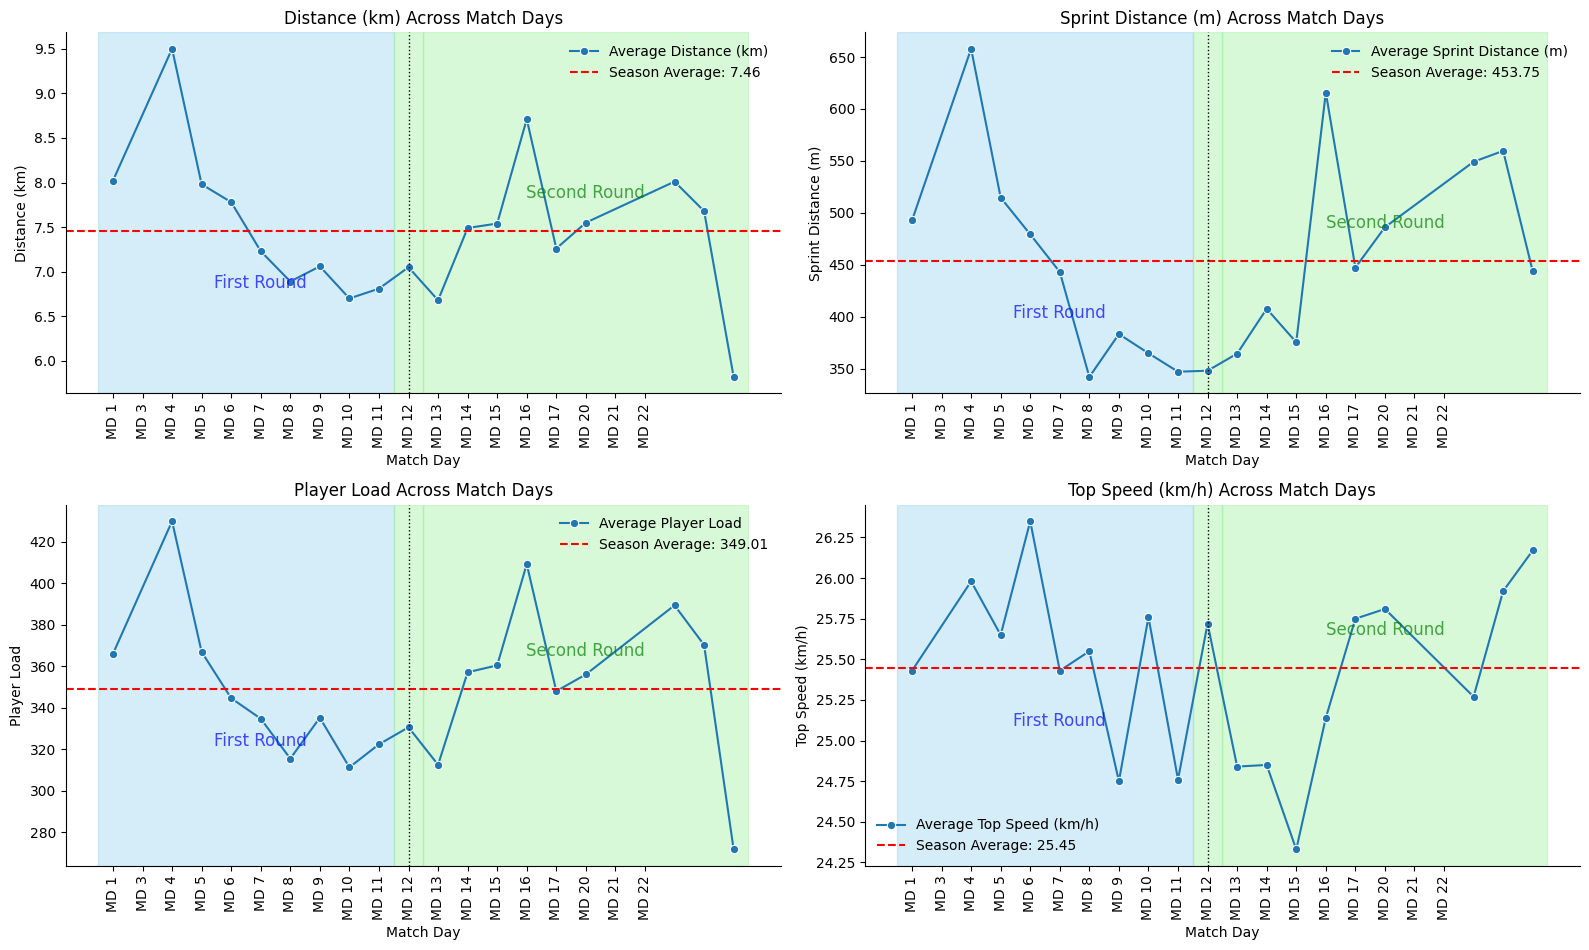 Distance (km) Across Match Days
Average Distance (km)
Season Average: 7.46
First Round
Second Round
Distance (km)
9.5
9.0
8.5
8.0
7.5
7.0
6.5
6.0
MD 1
MD 3
MD 4
MD 5
MD 6
MD 7
MD 8
MD 9
MD 10
MD 11
MD 12
MD 13
MD 14
MD 15
MD 16
MD 17
MD 20
MD 21
MD 22
Match Day
Sprint Distance (m) Across Match Days
Average Sprint Distance (m)
Season Average: 453.75
First Round
Second Round
Sprint Distance (m)
650
600
550
500
450
400
350
MD 1
MD 3
MD 4
MD 5
MD 6
MD 7
MD 8
MD 9
MD 10
MD 11
MD 12
MD 13
MD 14
MD 15
MD 16
MD 17
MD 20
MD 21
MD 22
Match Day
Player Load Across Match Days
Average Player Load
Season Average: 349.01
First Round
Second Round
Player Load
420
400
380
360
340
320
300
280
MD 1
MD 3
MD 4
MD 5
MD 6
MD 7
MD 8
MD 9
MD 10
MD 11
MD 12
MD 13
MD 14
MD 15
MD 16
MD 17
MD 20
MD 21
MD 22
Match Day
Top Speed (km/h) Across Match Days
First Round
Second Round
Average Top Speed (km/h)
Season Average: 25.45
Top Speed (km/h)
26.25
26.00
25.75
25.50
25.25
25.00
24.75
24.50
24.25
MD 1
MD 3
MD 4
MD 5
MD 6
MD 7
MD 8
MD 9
MD 10
MD 11
MD 12
MD 13
MD 14
MD 15
MD 16
MD 17
MD 20
MD 21
MD 22
Match Day